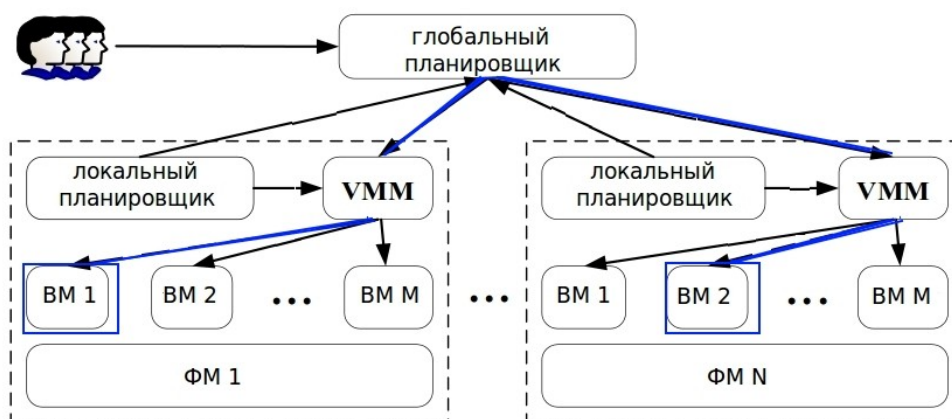 глобальный
планировщик
локальный
планировщик
VMM
локальный
планировщик
VMM
ВМ 1
ВМ 2
...
ВМ М
...
ВМ 1
ВМ 2
...
ВМ М
ФМ 1
ФМ N